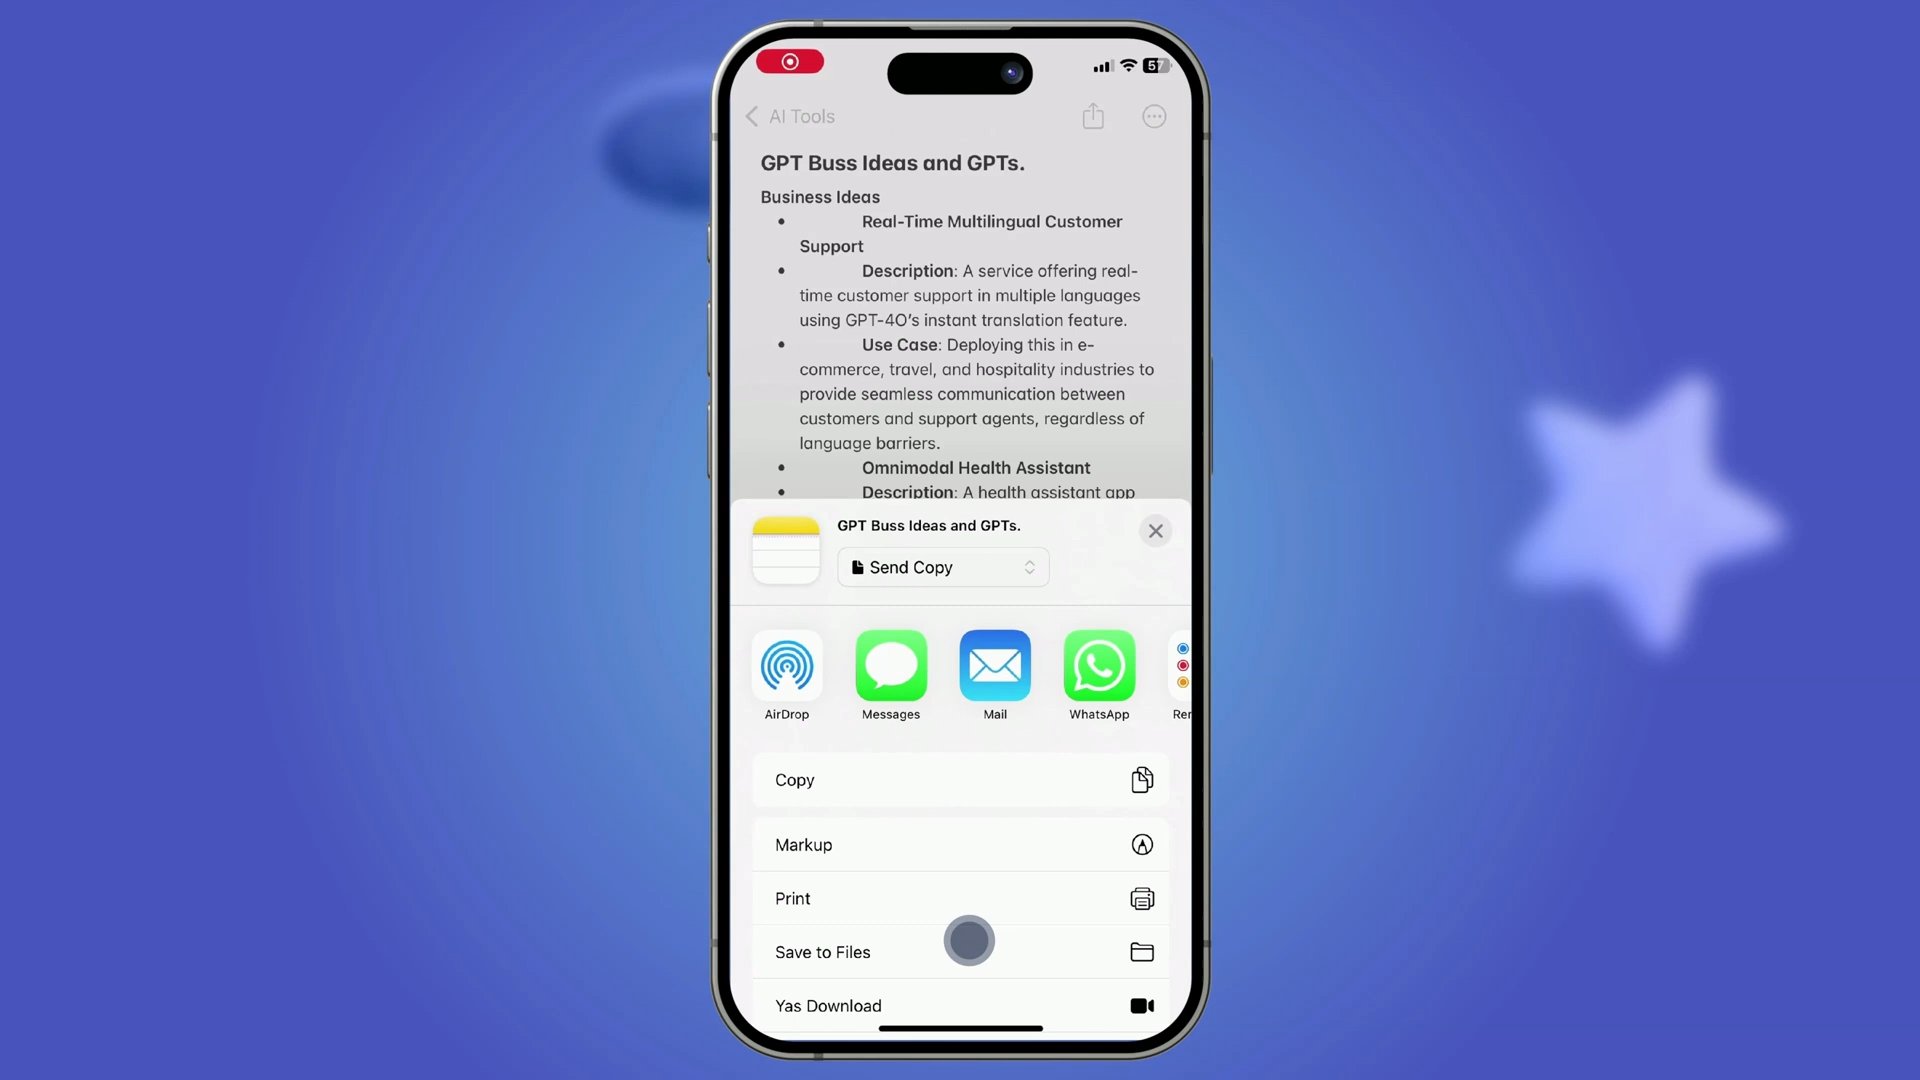 57
AI Tools
GPT Buss Ideas and GPTs.
Business Ideas
• Real-Time Multilingual Customer
Support
• Description: A service offering real-
time customer support in multiple languages
using GPT-4O's instant translation feature.
• Use Case: Deploying this in e-
commerce, travel, and hospitality industries to
provide seamless communication between
customers and support agents, regardless of
language barriers.
• Omnimodal Health Assistant
• Description: A health assistant app
GPT Buss Ideas and GPTs.
Send Copy
AirDrop
Messages
Mail
WhatsApp
Rer
Copy
Markup
Print
Save to Files
Yas Download